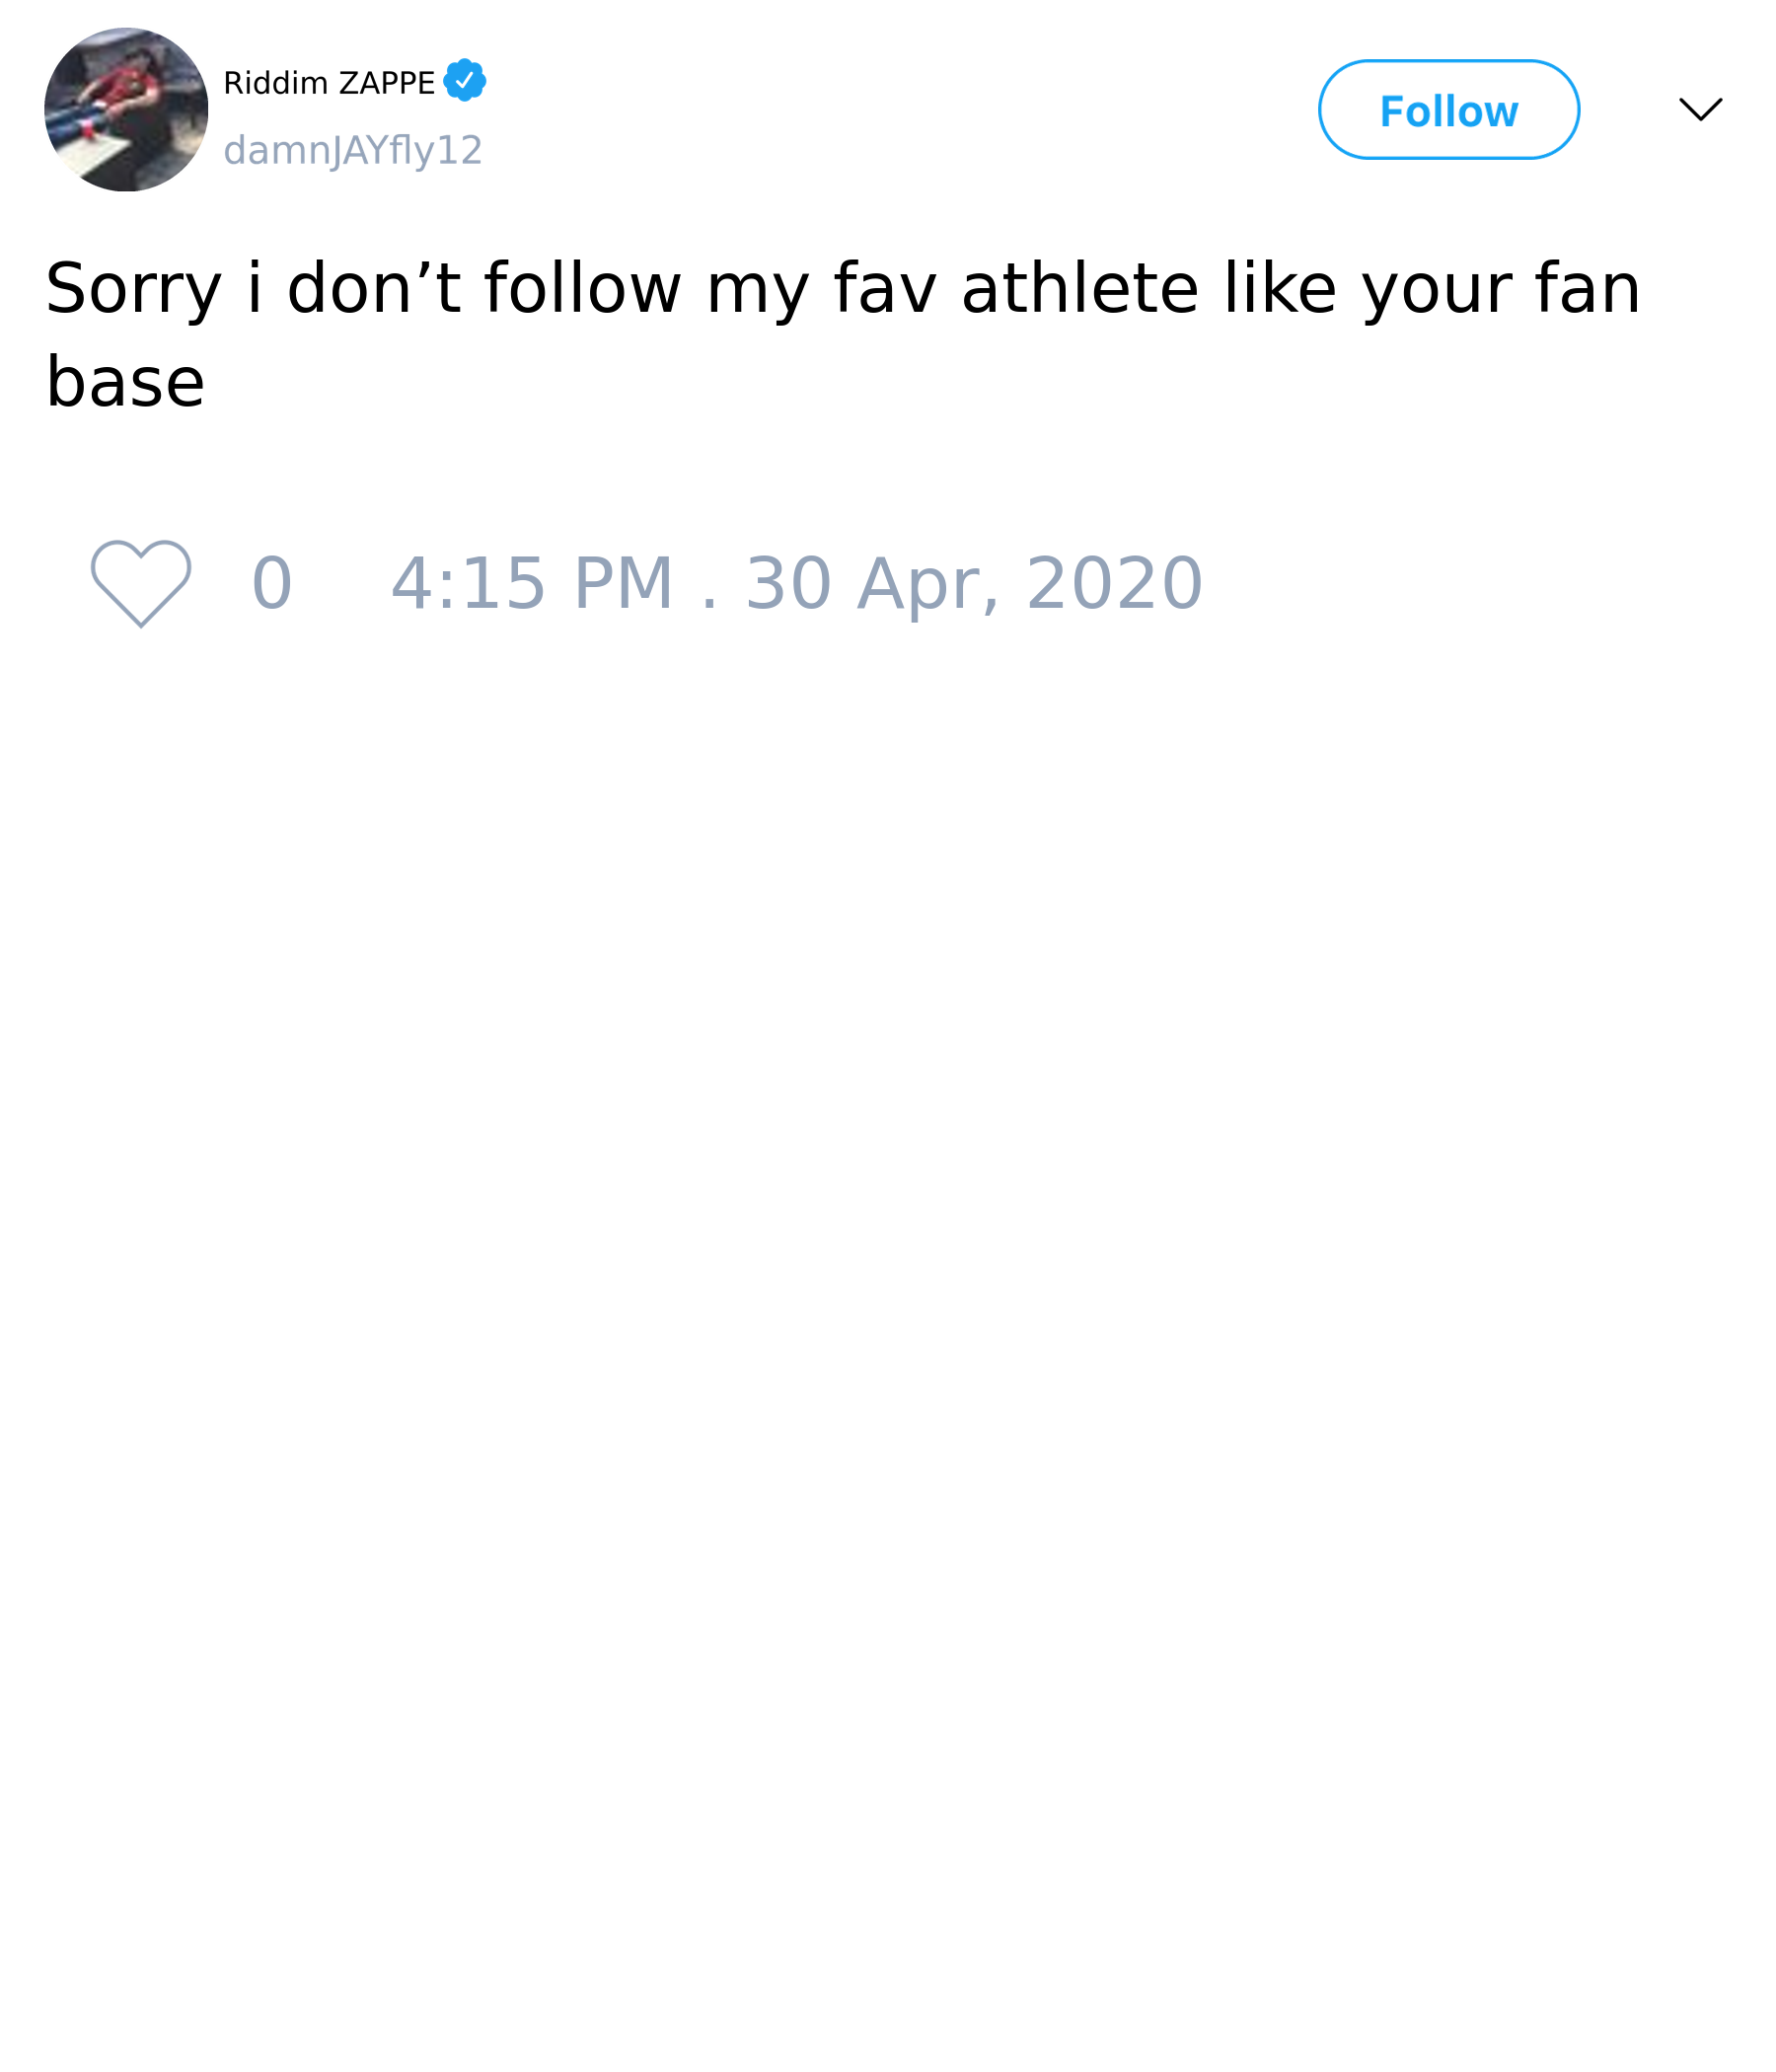 Riddim ZAPPE
damnJAYfly12
Follow
Sorry i don’t follow my fav athlete like your fan
base
0 4:15 PM . 30 Apr, 2020